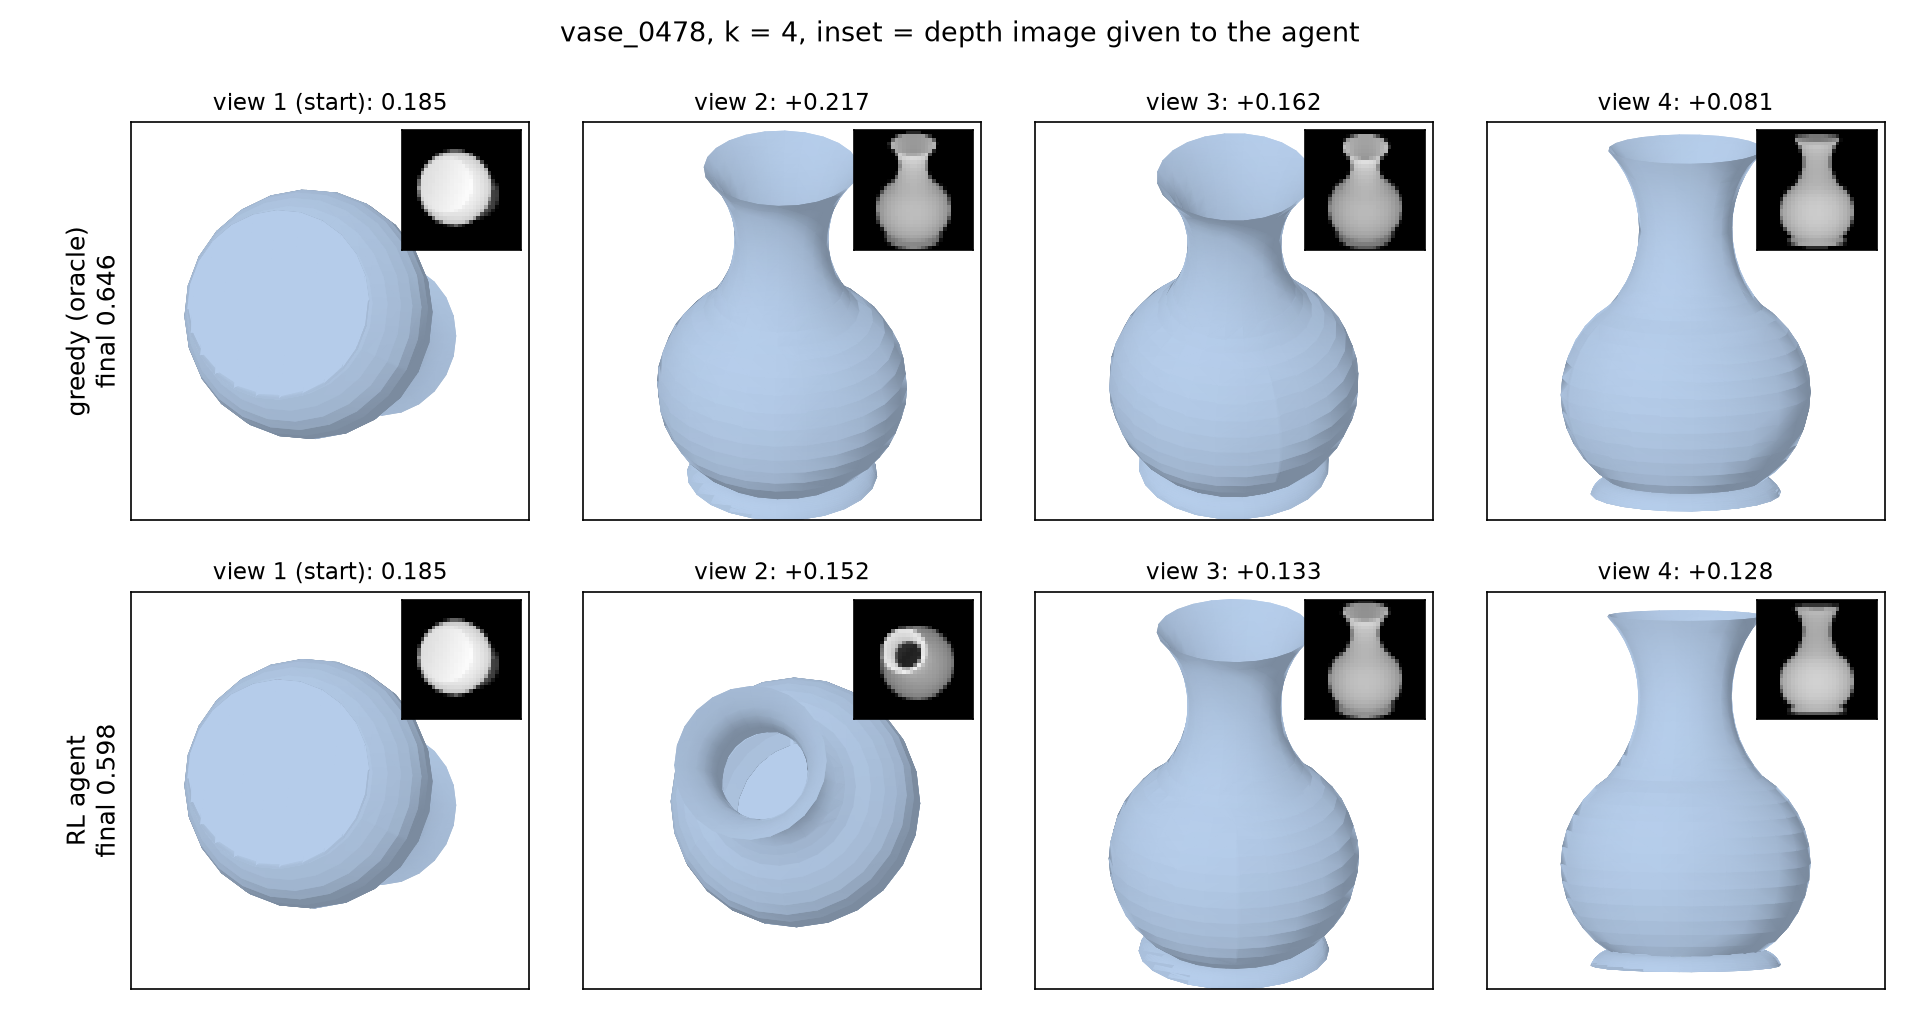 vase_0478, k = 4, inset = depth image given to the agent
view 1 (start): 0.185
view 2: +0.217
view 3: +0.162
view 4: +0.081
greedy (oracle)
final 0.646
view 1 (start): 0.185
view 2: +0.152
view 3: +0.133
view 4: +0.128
RL agent
final 0.598